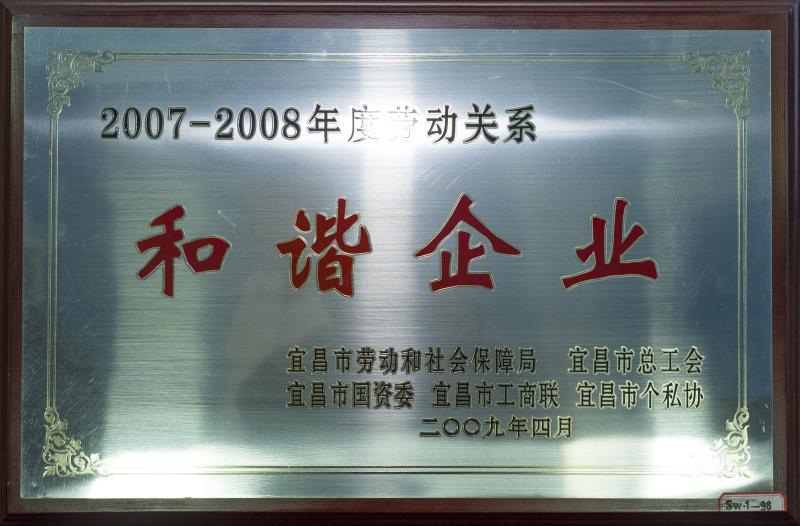 2007-2008年度劳动关系
和谐企业
宜昌市劳动和社会保障局 宜昌市总工会
宜昌市国资委 宜昌市工商联 宜昌市个私协
二〇〇九年四月
Sw·1-98